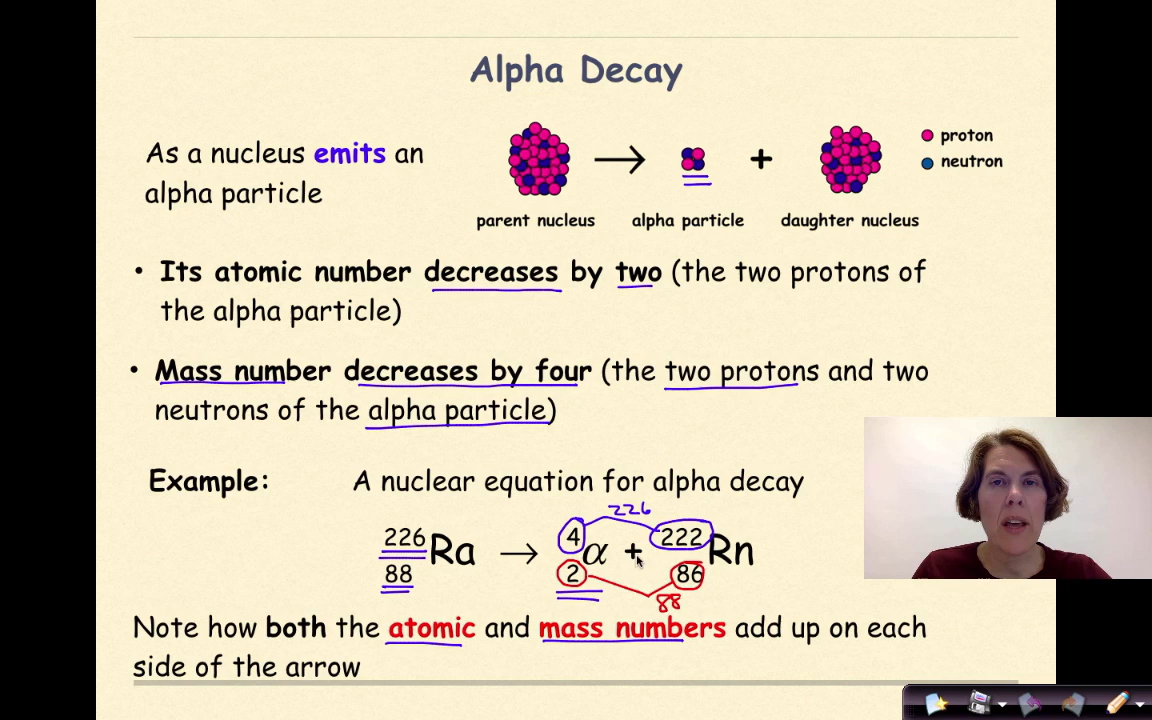 Alpha Decay
As a nucleus emits an
alpha particle
proton
neutron
→ + 
parent nucleus alpha particle daughter nucleus
• Its atomic number decreases by two (the two protons of
the alpha particle)
• Mass number decreases by four (the two protons and two
neutrons of the alpha particle)
Example: A nuclear equation for alpha decay
226
226 4 222
Ra → α + Rn
88 2 86
88
Note how both the atomic and mass numbers add up on each
side of the arrow